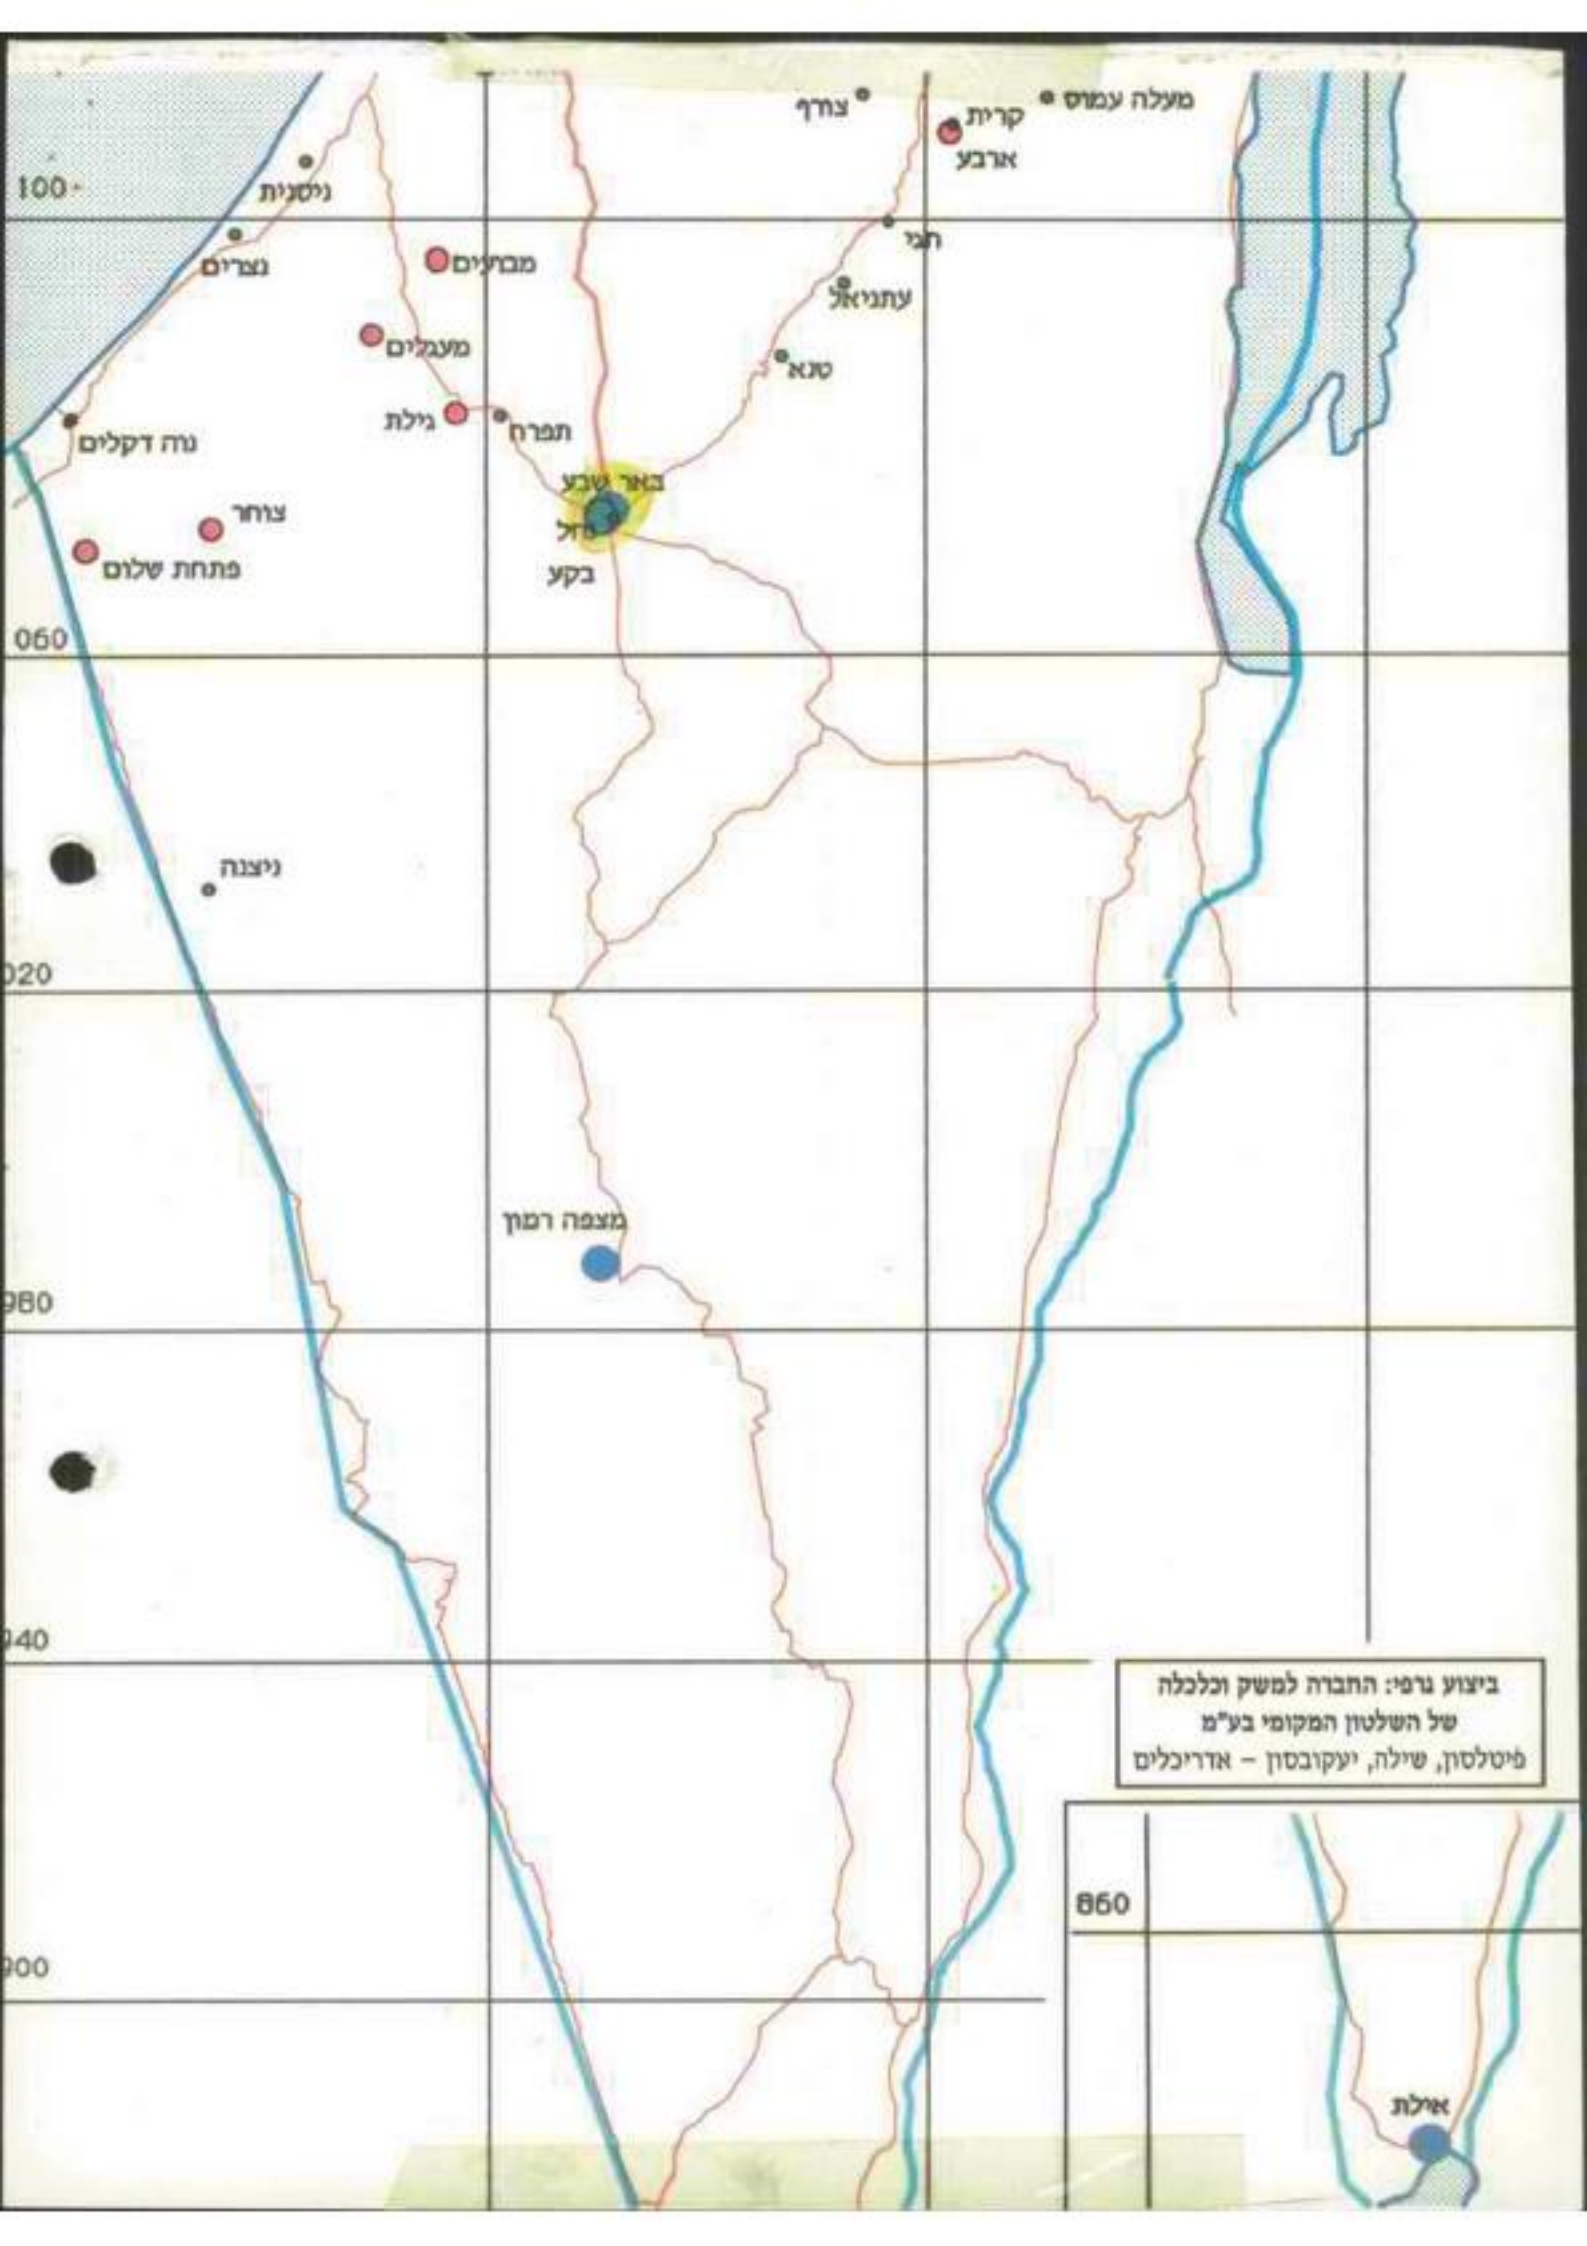 צורף
מעלה עמוס
קרית
ארבע
100
ניסנית
נצרים
מבועים
חגי
עתניאל
מעגלים
טנא
גילת
תפרח
נוה דקלים
באר שבע
צוחר
פתחת שלום
בקע
060
ניצנה
020
מצפה רמון
980
940
ביצוע גרפי: החברה למשק וכלכלה
של השלטון המקומי בע"מ
פיטלסון, שילה, יעקובסון – אדריכלים
860
900
אילת